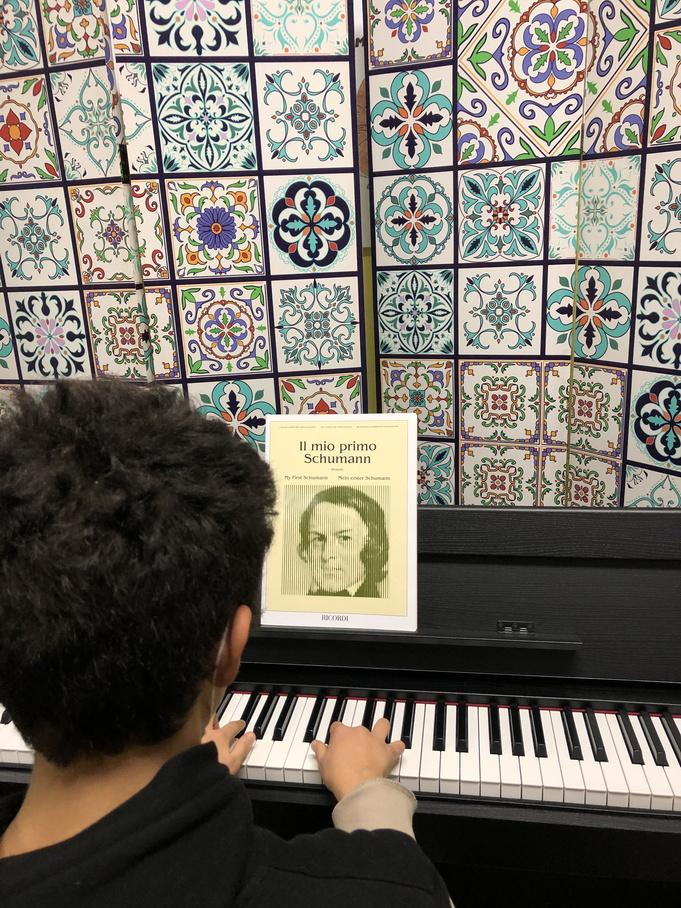 Il mio primo
Schumann
My First Schumann Mein erster Schumann
RICORDI